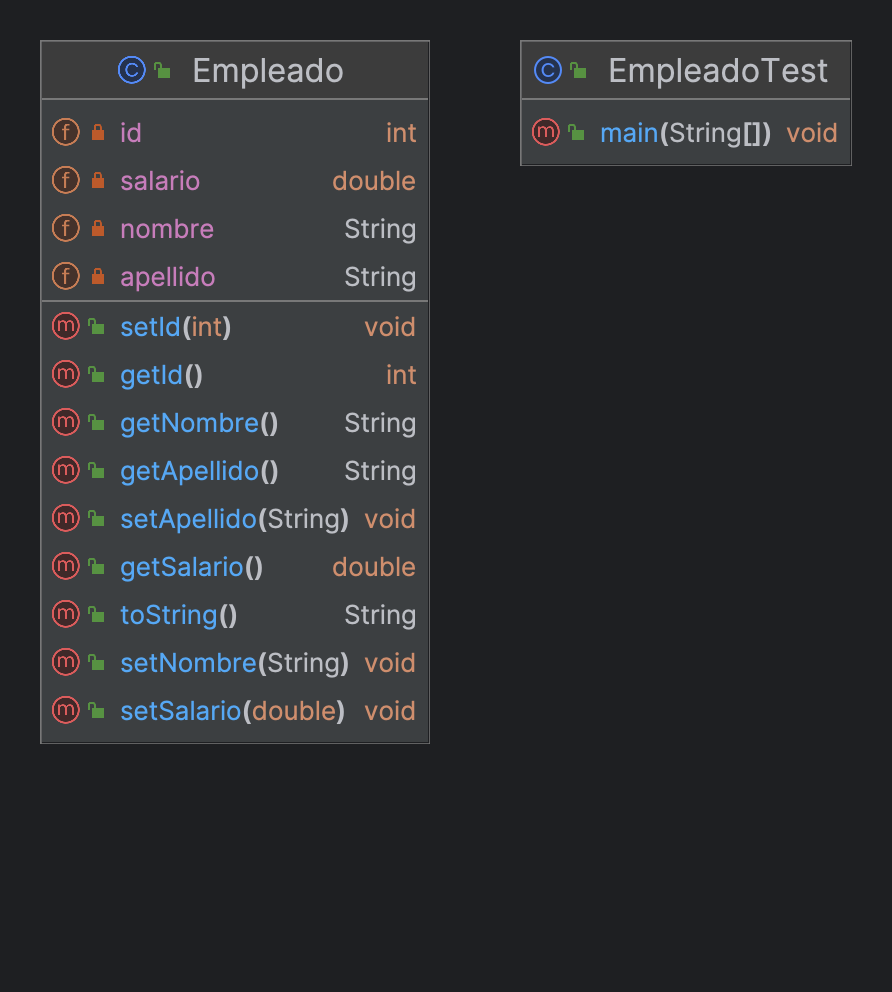 Empleado
id int
salario double
nombre String
apellido String
setId(int) void
getId() int
getNombre() String
getApellido() String
setApellido(String) void
getSalario() double
toString() String
setNombre(String) void
setSalario(double) void
EmpleadoTest
main(String[]) void